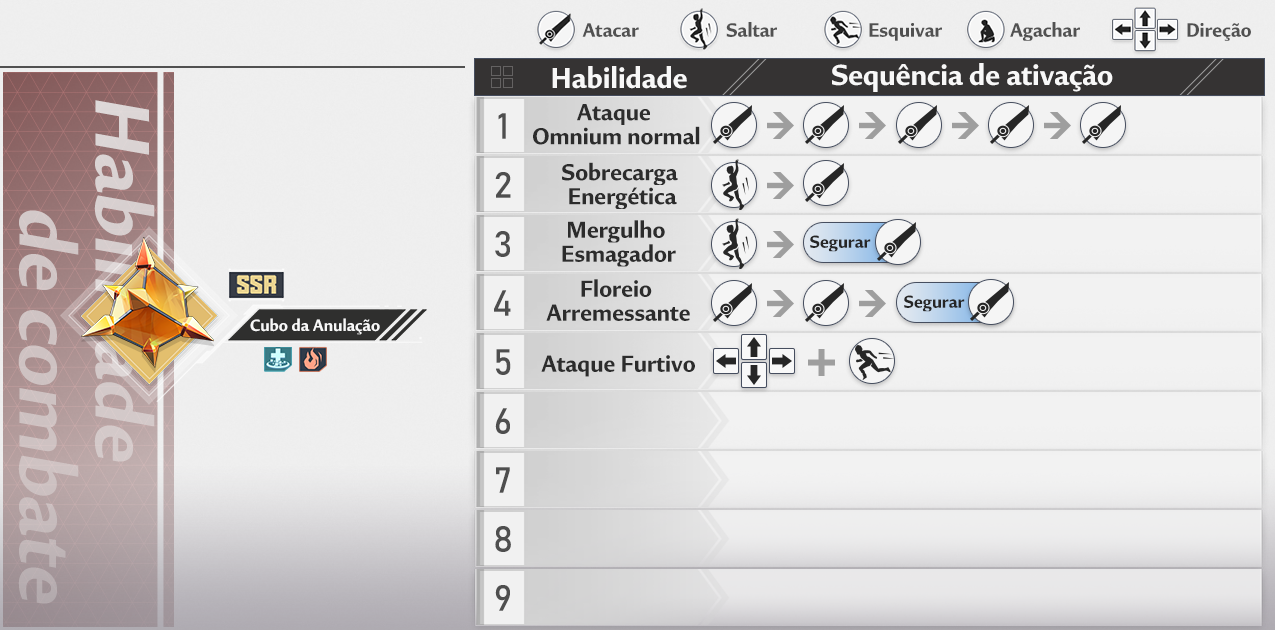 Atacar
Saltar
Esquivar
Agachar
Direção
Habilidade
de combate
SSR
Cubo da Anulação
Habilidade
Sequência de ativação
1
Ataque
Omnium normal
2
Sobrecarga
Energética
3
Mergulho
Esmagador
Segurar
4
Floreio
Arremessante
Segurar
5
Ataque Furtivo
6
7
8
9